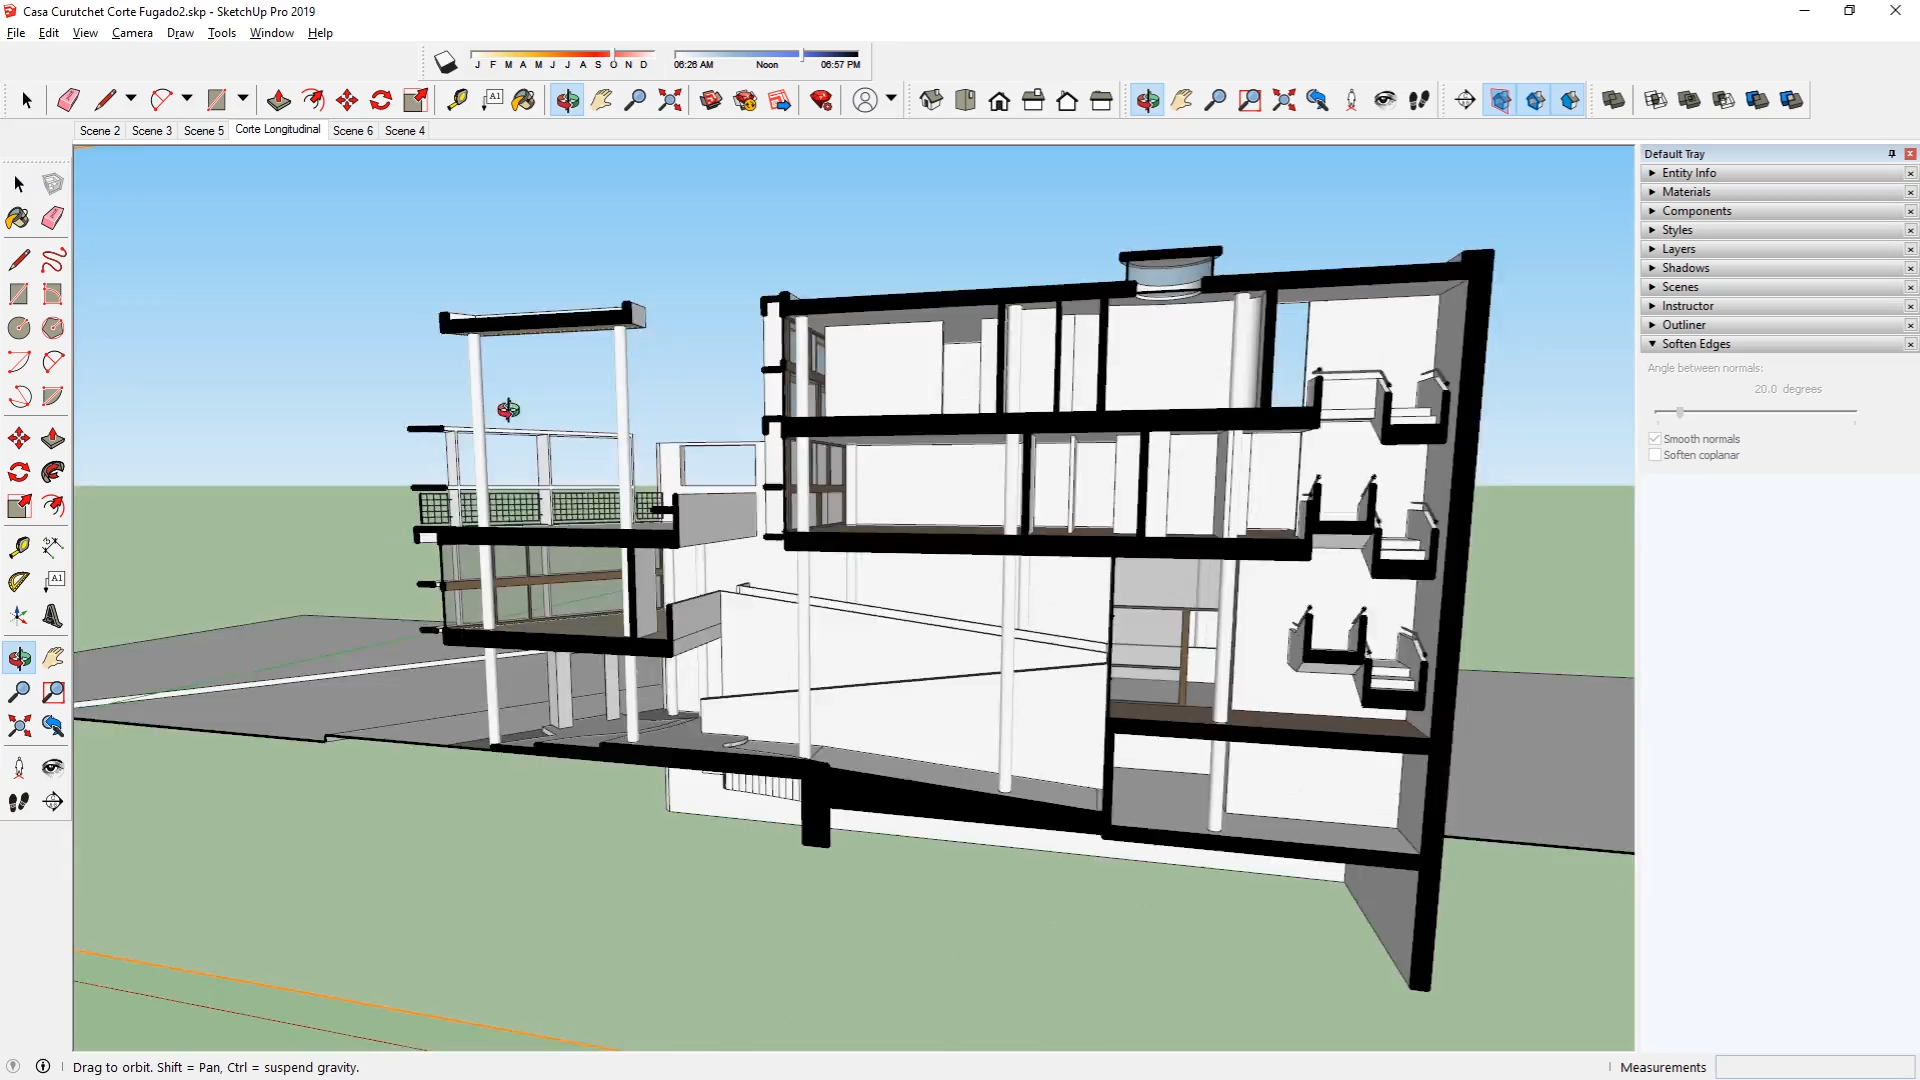 Casa Curutchet Corte Fugado2.skp - SketchUp Pro 2019
File Edit View Camera Draw Tools Window Help
J F M A M J J A S O N D
06:26 AM Noon 06:57 PM
A1
Scene 2 Scene 3 Scene 5 Corte Longitudinal Scene 6 Scene 4
Default Tray
Entity Info
Materials
Components
Styles
Layers
Shadows
Scenes
Instructor
Outliner
Soften Edges
Angle between normals:
20.0 degrees
Smooth normals
Soften coplanar
A1
Drag to orbit. Shift = Pan, Ctrl = suspend gravity.
Measurements